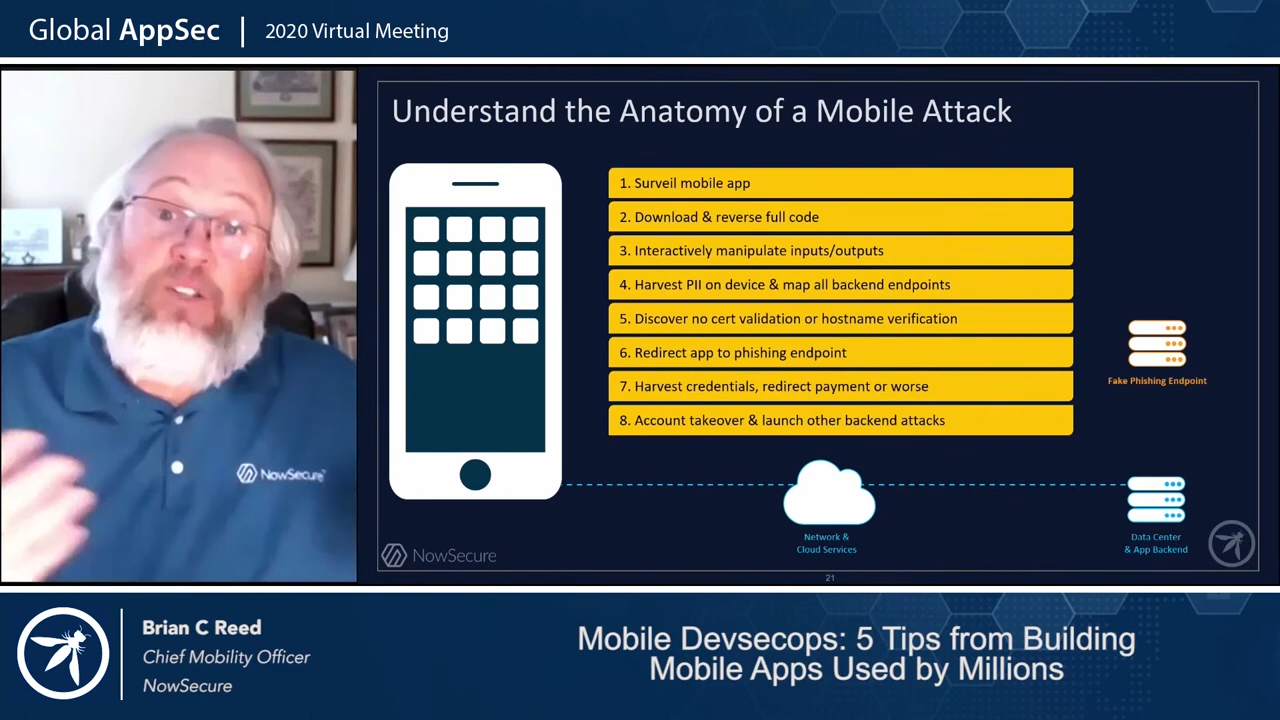 Global AppSec | 2020 Virtual Meeting
Understand the Anatomy of a Mobile Attack
1. Surveil mobile app
2. Download & reverse full code
3. Interactively manipulate inputs/outputs
4. Harvest PII on device & map all backend endpoints
5. Discover no cert validation or hostname verification
6. Redirect app to phishing endpoint
7. Harvest credentials, redirect payment or worse
8. Account takeover & launch other backend attacks
Fake Phishing Endpoint
Network &
Cloud Services
Data Center
& App Backend
NowSecure
21
NowSecure
Brian C Reed
Chief Mobility Officer
NowSecure
Mobile Devsecops: 5 Tips from Building
Mobile Apps Used by Millions